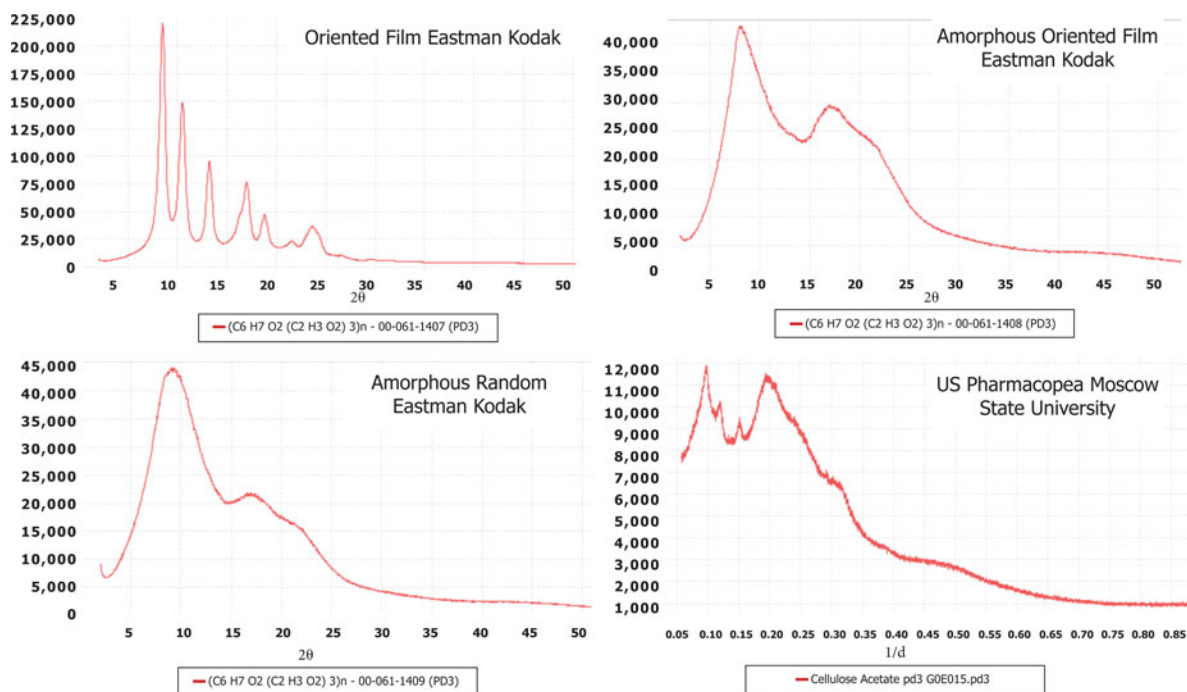 225,000
200,000
175,000
150,000
125,000
100,000
75,000
50,000
25,000
0
Oriented Film Eastman Kodak
5 10 15 20 25 30 35 40 45 50
2θ
(C6 H7 O2 (C2 H3 O2) 3)n - 00-061-1407 (PD3)
40,000
35,000
30,000
25,000
20,000
15,000
10,000
5,000
0
Amorphous Oriented Film
Eastman Kodak
5 10 15 20 25 30 35 40 45 50
2θ
(C6 H7 O2 (C2 H3 O2) 3)n - 00-061-1408 (PD3)
45,000
40,000
35,000
30,000
25,000
20,000
15,000
10,000
5,000
0
Amorphous Random
Eastman Kodak
5 10 15 20 25 30 35 40 45 50
2θ
(C6 H7 O2 (C2 H3 O2) 3)n - 00-061-1409 (PD3)
12,000
11,000
10,000
9,000
8,000
7,000
6,000
5,000
4,000
3,000
2,000
1,000
US Pharmacopea Moscow
State University
0.05 0.10 0.15 0.20 0.25 0.30 0.35 0.40 0.45 0.50 0.55 0.60 0.65 0.70 0.75 0.80 0.85
1/d
Cellulose Acetate pd3 G0E015.pd3